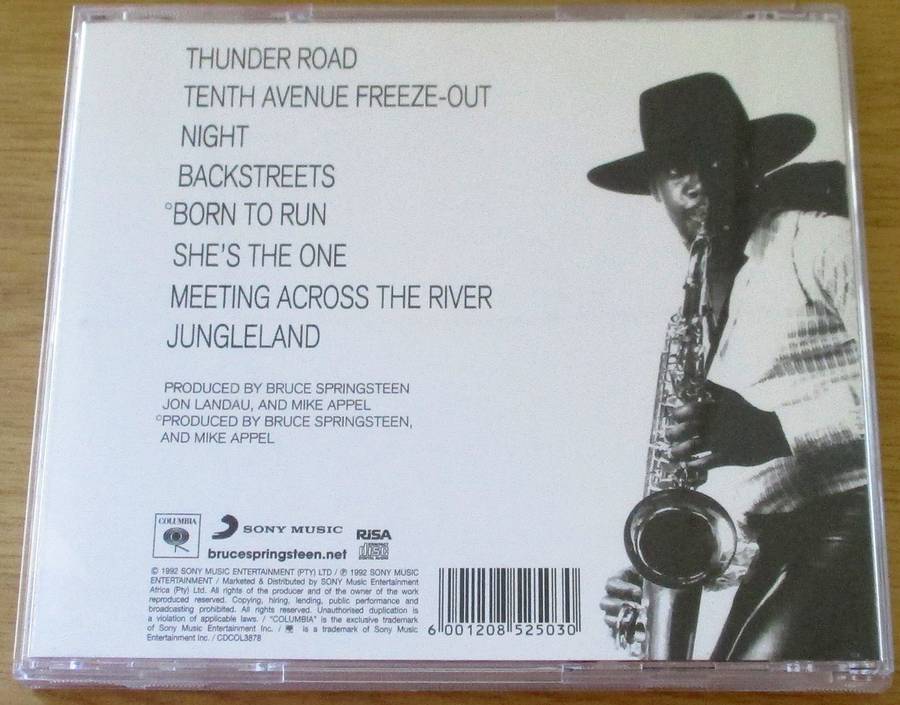 THUNDER ROAD
TENTH AVENUE FREEZE-OUT
NIGHT
BACKSTREETS
°BORN TO RUN
SHE'S THE ONE
MEETING ACROSS THE RIVER
JUNGLELAND
PRODUCED BY BRUCE SPRINGSTEEN
JON LANDAU, AND MIKE APPEL
°PRODUCED BY BRUCE SPRINGSTEEN,
AND MIKE APPEL
COLUMBIA
SONY MUSIC
RiSA
brucespringsteen.net
COMPACT
disc
DIGITAL AUDIO
© 1992 SONY MUSIC ENTERTAINMENT (PTY) LTD / ℗ 1992 SONY MUSIC
ENTERTAINMENT / Marketed & Distributed by SONY Music Entertainment
Africa (Pty) Ltd. All rights of the producer and of the owner of the work
reproduced reserved. Copying, hiring, lending, public performance and
broadcasting prohibited. All rights reserved. Unauthorised duplication is
a violation of applicable laws. / "COLUMBIA" is the exclusive trademark
of Sony Music Entertainment Inc. / is a trademark of Sony Music
Entertainment Inc. / CDCOL3878
6 001208 525030